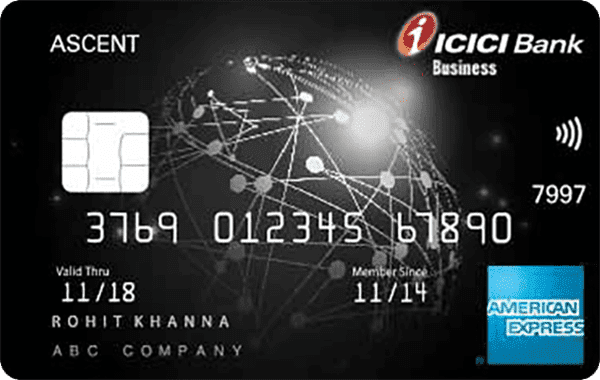 ASCENT
ICICI Bank
Business
7997
3769 012345 67890
Valid Thru
11/18
Member Since
11/14
ROHIT KHANNA
ABC COMPANY
AMERICAN
EXPRESS